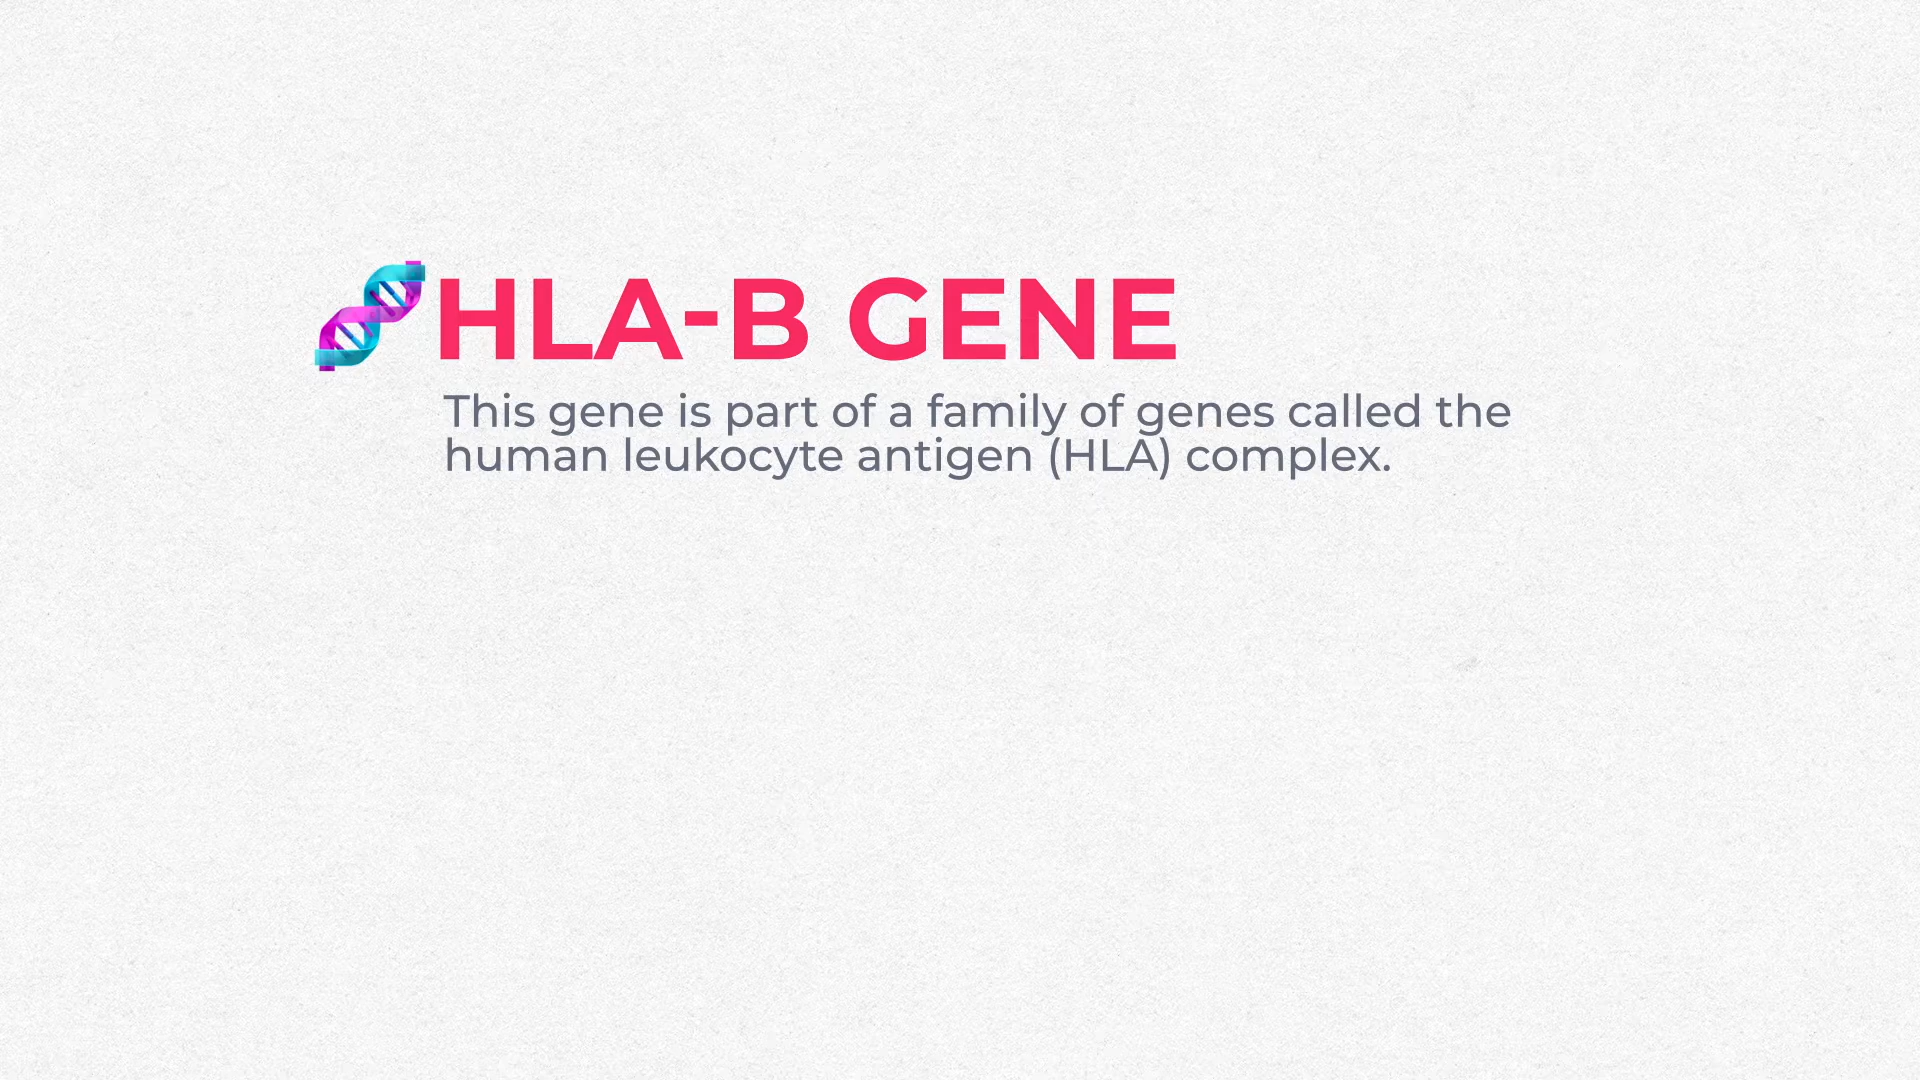 HLA-B GENE
This gene is part of a family of genes called the
human leukocyte antigen (HLA) complex.